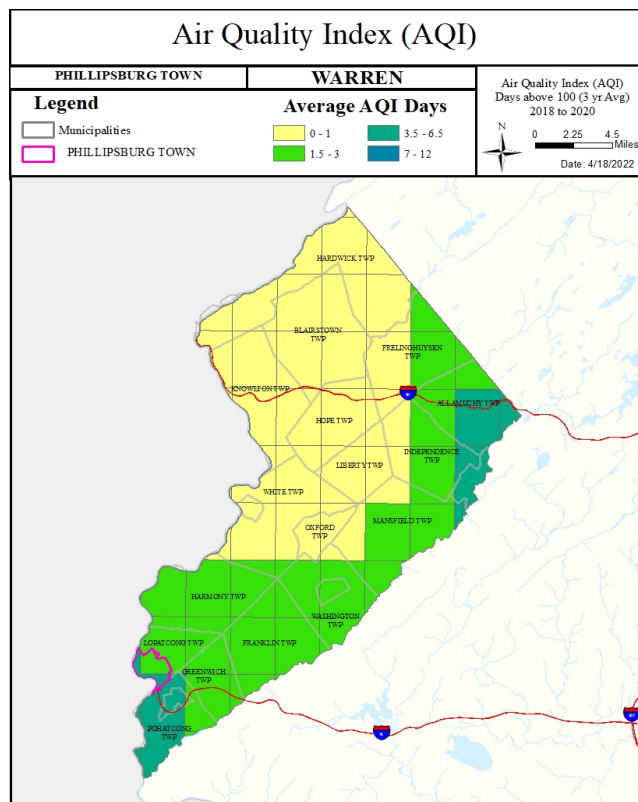 Air Quality Index (AQI)
PHILLIPSBURG TOWN
WARREN
Legend
Municipalities
PHILLIPSBURG TOWN
Average AQI Days
0 - 1
1.5 - 3
3.5 - 6.5
7 - 12
Air Quality Index (AQI)
Days above 100 (3 yr Avg)
2018 to 2020
N
0 2.25 4.5
Miles
Date: 4/18/2022
HARDWICK TWP
BLAIRSTOWN
TWP
FRELINGHUYSEN
TWP
KNOWLTON TWP
ALLAMUCHY TWP
HOPE TWP
INDEPENDENCE
TWP
LIBERTY TWP
WHITE TWP
OXFORD
TWP
MANSFIELD TWP
HARMONY TWP
WASHINGTON
TWP
LOPATCONG TWP
FRANKLIN TWP
GREENWICH
TWP
POHATCONG
TWP
78
287